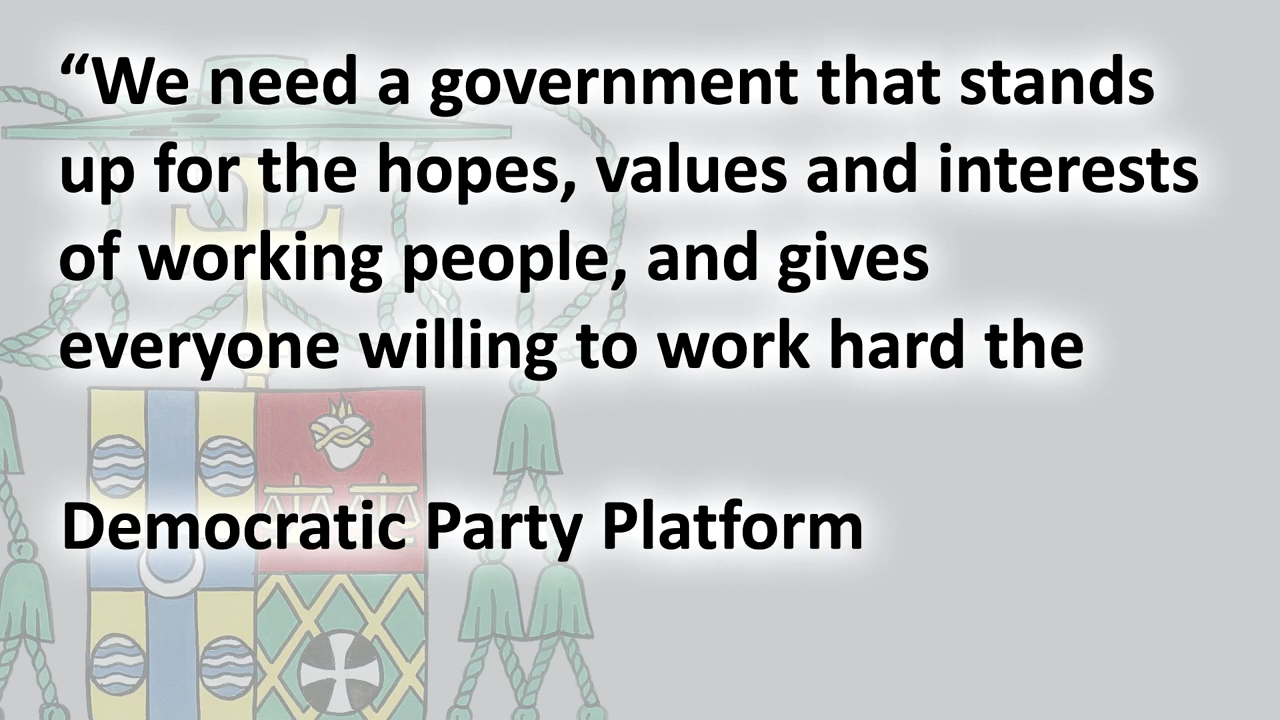 “We need a government that stands
up for the hopes, values and interests
of working people, and gives
everyone willing to work hard the
Democratic Party Platform